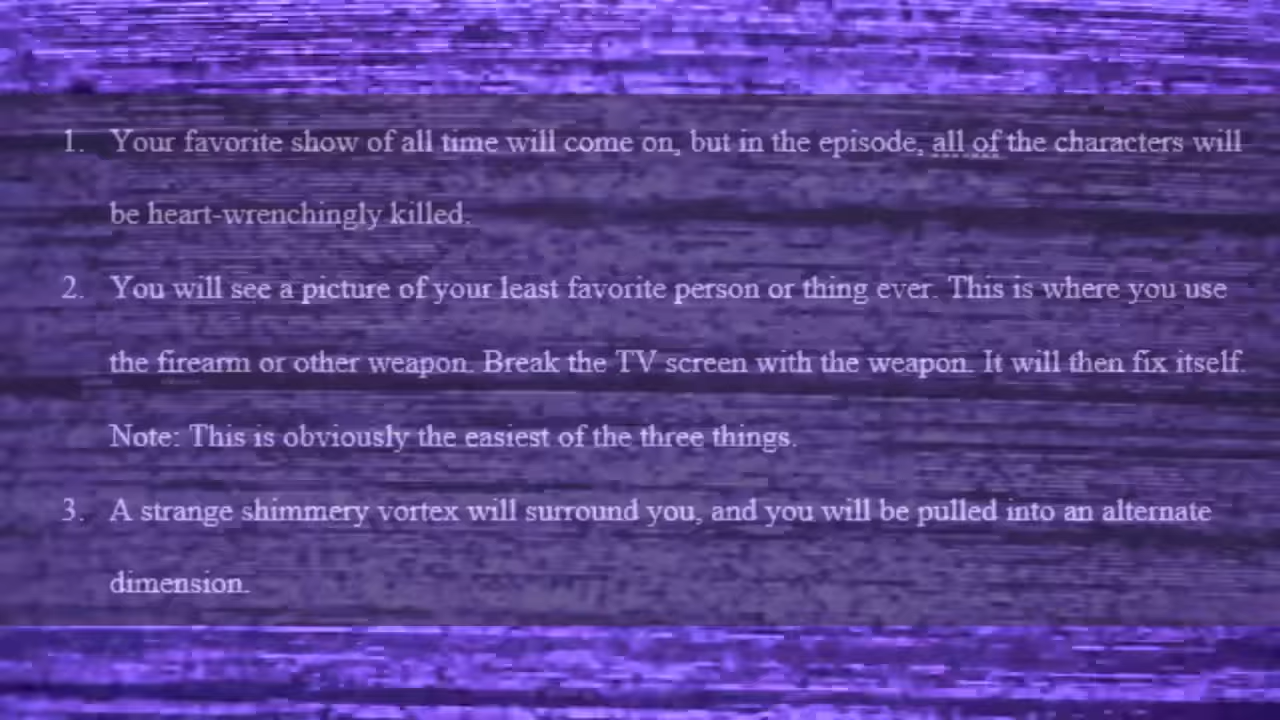 1. Your favorite show of all time will come on, but in the episode, all of the characters will
be heart-wrenchingly killed.
2. You will see a picture of your least favorite person or thing ever. This is where you use
the firearm or other weapon. Break the TV screen with the weapon. It will then fix itself.
Note: This is obviously the easiest of the three things.
3. A strange shimmery vortex will surround you, and you will be pulled into an alternate
dimension.